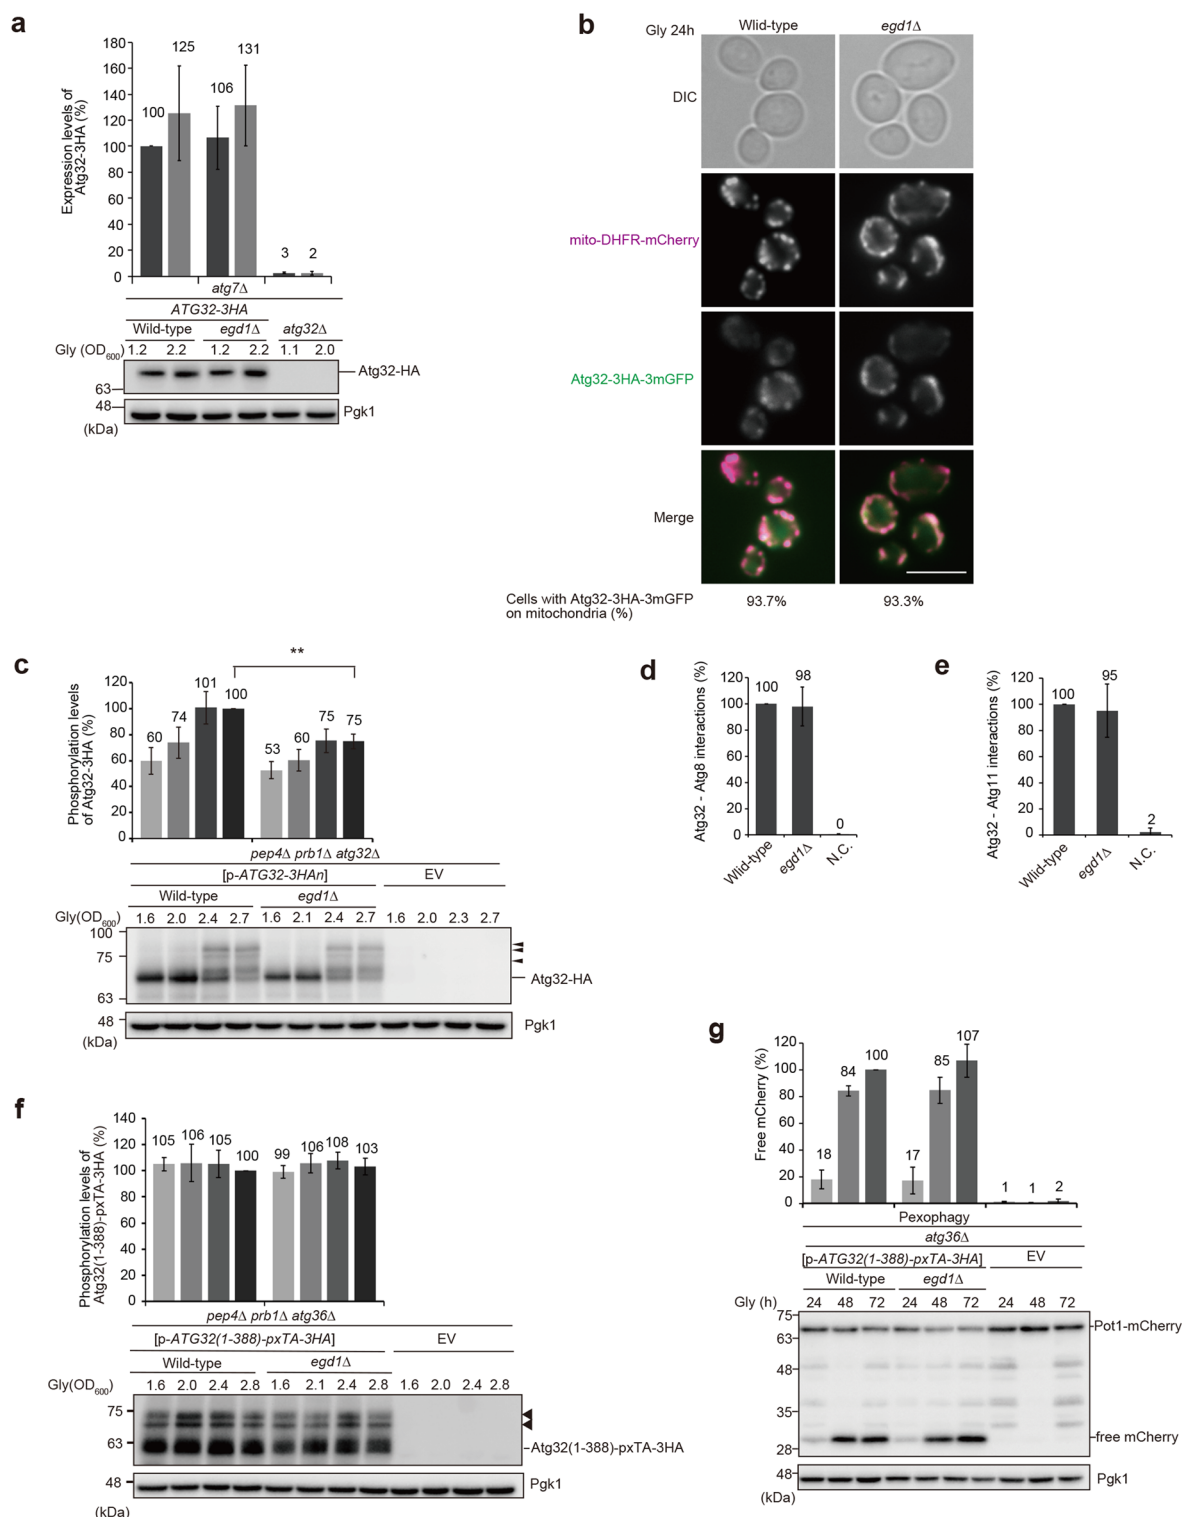 a
Expression levels of
Atg32-3HA (%)
180
160
140
120
100
80
60
40
20
0
100
125
106
131
3
2
atg7Δ
ATG32-3HA
Wild-type egd1Δ atg32Δ
Gly (OD600) 1.2 2.2 1.2 2.2 1.1 2.0
63
Atg32-HA
48
Pgk1
(kDa)
b
Gly 24h
Wlid-type
egd1Δ
DIC
mito-DHFR-mCherry
Atg32-3HA-3mGFP
Merge
Cells with Atg32-3HA-3mGFP
on mitochondria (%)
93.7%
93.3%
c
Phosphorylation levels
of Atg32-3HA (%)
120
100
80
60
40
20
0
60
74
101
100
53
60
75
75
**
pep4Δ prb1Δ atg32Δ
[p-ATG32-3HAn] EV
Wild-type egd1Δ
Gly(OD600) 1.6 2.0 2.4 2.7 1.6 2.1 2.4 2.7 1.6 2.0 2.3 2.7
100
75
63
Atg32-HA
48
Pgk1
(kDa)
d
Atg32 - Atg8 interactions (%)
120
100
80
60
40
20
0
100
98
0
Wlid-type
egd1Δ
N.C.
e
Atg32 - Atg11 interactions (%)
120
100
80
60
40
20
0
100
95
2
Wlid-type
egd1Δ
N.C.
f
Phosphorylation levels of
Atg32(1-388)-pxTA-3HA (%)
140
120
100
80
60
40
20
0
105
106
105
100
99
106
108
103
pep4Δ prb1Δ atg36Δ
[p-ATG32(1-388)-pxTA-3HA] EV
Wild-type egd1Δ
Gly(OD600) 1.6 2.0 2.4 2.8 1.6 2.1 2.4 2.8 1.6 2.0 2.4 2.8
75
63
Atg32(1-388)-pxTA-3HA
48
Pgk1
(kDa)
g
Free mCherry (%)
120
100
80
60
40
20
0
18
84
100
17
85
107
1
1
2
Pexophagy
atg36Δ
[p-ATG32(1-388)-pxTA-3HA] EV
Wild-type egd1Δ
Gly (h) 24 48 72 24 48 72 24 48 72
75
63
48
35
28
Pot1-mCherry
free mCherry
48
Pgk1
(kDa)